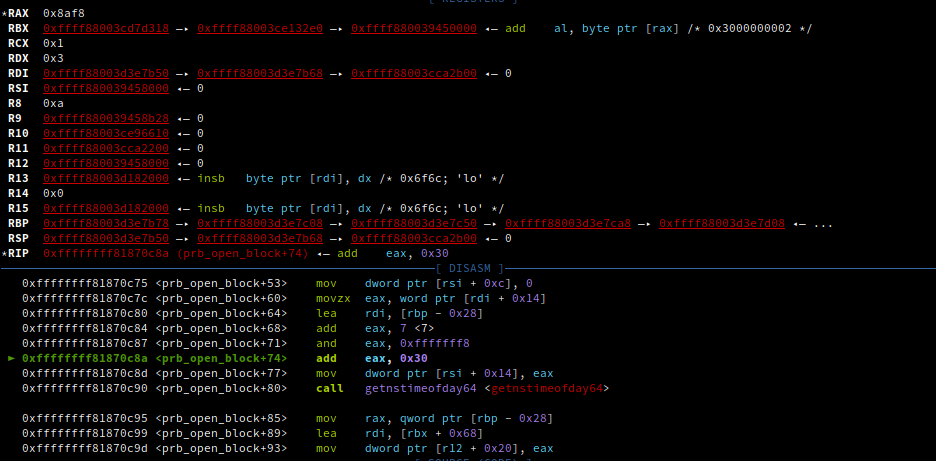 [ REGISTERS ]
*RAX  0x8af8
 RBX  0xffff88003cd7d318 —▸ 0xffff88003ce132e0 —▸ 0xffff880039450000 ◂— add    al, byte ptr [rax] /* 0x3000000002 */
 RCX  0x1
 RDX  0x3
 RDI  0xffff88003d3e7b50 —▸ 0xffff88003d3e7b68 —▸ 0xffff88003cca2b00 ◂— 0
 RSI  0xffff880039458000 ◂— 0
 R8   0xa
 R9   0xffff880039458b28 ◂— 0
 R10  0xffff88003ce96610 ◂— 0
 R11  0xffff88003cca2200 ◂— 0
 R12  0xffff880039458000 ◂— 0
 R13  0xffff88003d182000 ◂— insb   byte ptr [rdi], dx /* 0x6f6c; 'lo' */
 R14  0x0
 R15  0xffff88003d182000 ◂— insb   byte ptr [rdi], dx /* 0x6f6c; 'lo' */
 RBP  0xffff88003d3e7b78 —▸ 0xffff88003d3e7c08 —▸ 0xffff88003d3e7c50 —▸ 0xffff88003d3e7ca8 —▸ 0xffff88003d3e7d08 ◂— ...
 RSP  0xffff88003d3e7b50 —▸ 0xffff88003d3e7b68 —▸ 0xffff88003cca2b00 ◂— 0
*RIP  0xffffffff81870c8a (prb_open_block+74) ◂— add    eax, 0x30
[ DISASM ]
   0xffffffff81870c75 <prb_open_block+53>    mov    dword ptr [rsi + 0xc], 0
   0xffffffff81870c7c <prb_open_block+60>    movzx  eax, word ptr [rdi + 0x14]
   0xffffffff81870c80 <prb_open_block+64>    lea    rdi, [rbp - 0x28]
   0xffffffff81870c84 <prb_open_block+68>    add    eax, 7 <7>
   0xffffffff81870c87 <prb_open_block+71>    and    eax, 0xfffffff8
 ► 0xffffffff81870c8a <prb_open_block+74>    add    eax, 0x30
   0xffffffff81870c8d <prb_open_block+77>    mov    dword ptr [rsi + 0x14], eax
   0xffffffff81870c90 <prb_open_block+80>    call   getnstimeofday64 <getnstimeofday64>
   0xffffffff81870c95 <prb_open_block+85>    mov    rax, qword ptr [rbp - 0x28]
   0xffffffff81870c99 <prb_open_block+89>    lea    rdi, [rbx + 0x68]
   0xffffffff81870c9d <prb_open_block+93>    mov    dword ptr [r12 + 0x20], eax
[ SOURCE (CODE) ]